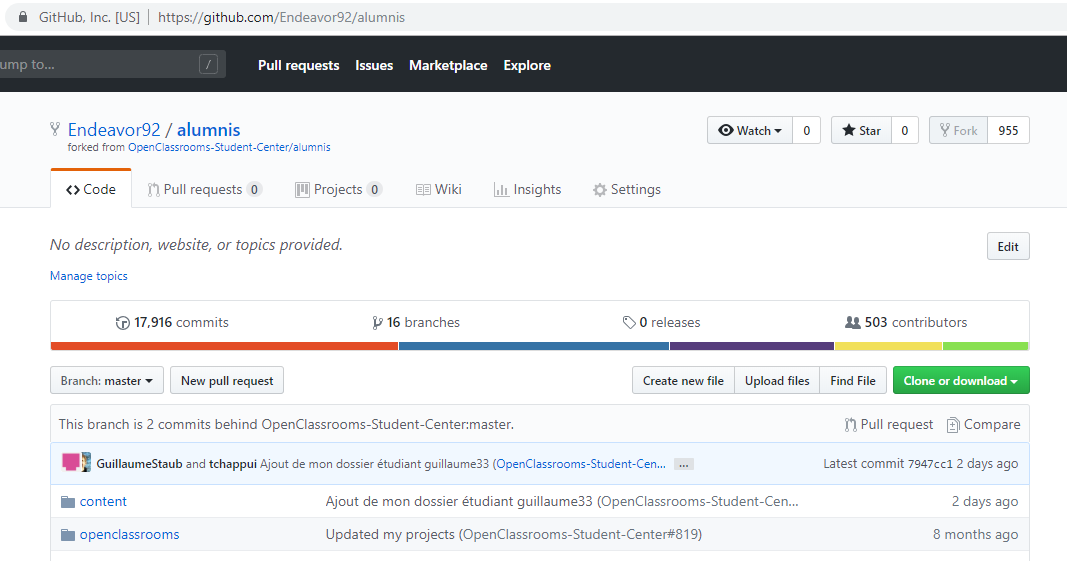 GitHub, Inc. [US] | https://github.com/Endeavor92/alumnis
ump to... / Pull requests Issues Marketplace Explore
Endeavor92 / alumnis Watch 0 Star 0 Fork 955
forked from OpenClassrooms-Student-Center/alumnis
Code Pull requests 0 Projects 0 Wiki Insights Settings
No description, website, or topics provided. Edit
Manage topics
17,916 commits 16 branches 0 releases 503 contributors
Branch: master New pull request Create new file Upload files Find File Clone or download
This branch is 2 commits behind OpenClassrooms-Student-Center:master. Pull request Compare
GuillaumeStaub and tchappui Ajout de mon dossier étudiant guillaume33 (OpenClassrooms-Student-Cen... ... Latest commit 7947cc1 2 days ago
content Ajout de mon dossier étudiant guillaume33 (OpenClassrooms-Student-Cen... 2 days ago
openclassrooms Updated my projects (OpenClassrooms-Student-Center#819) 8 months ago